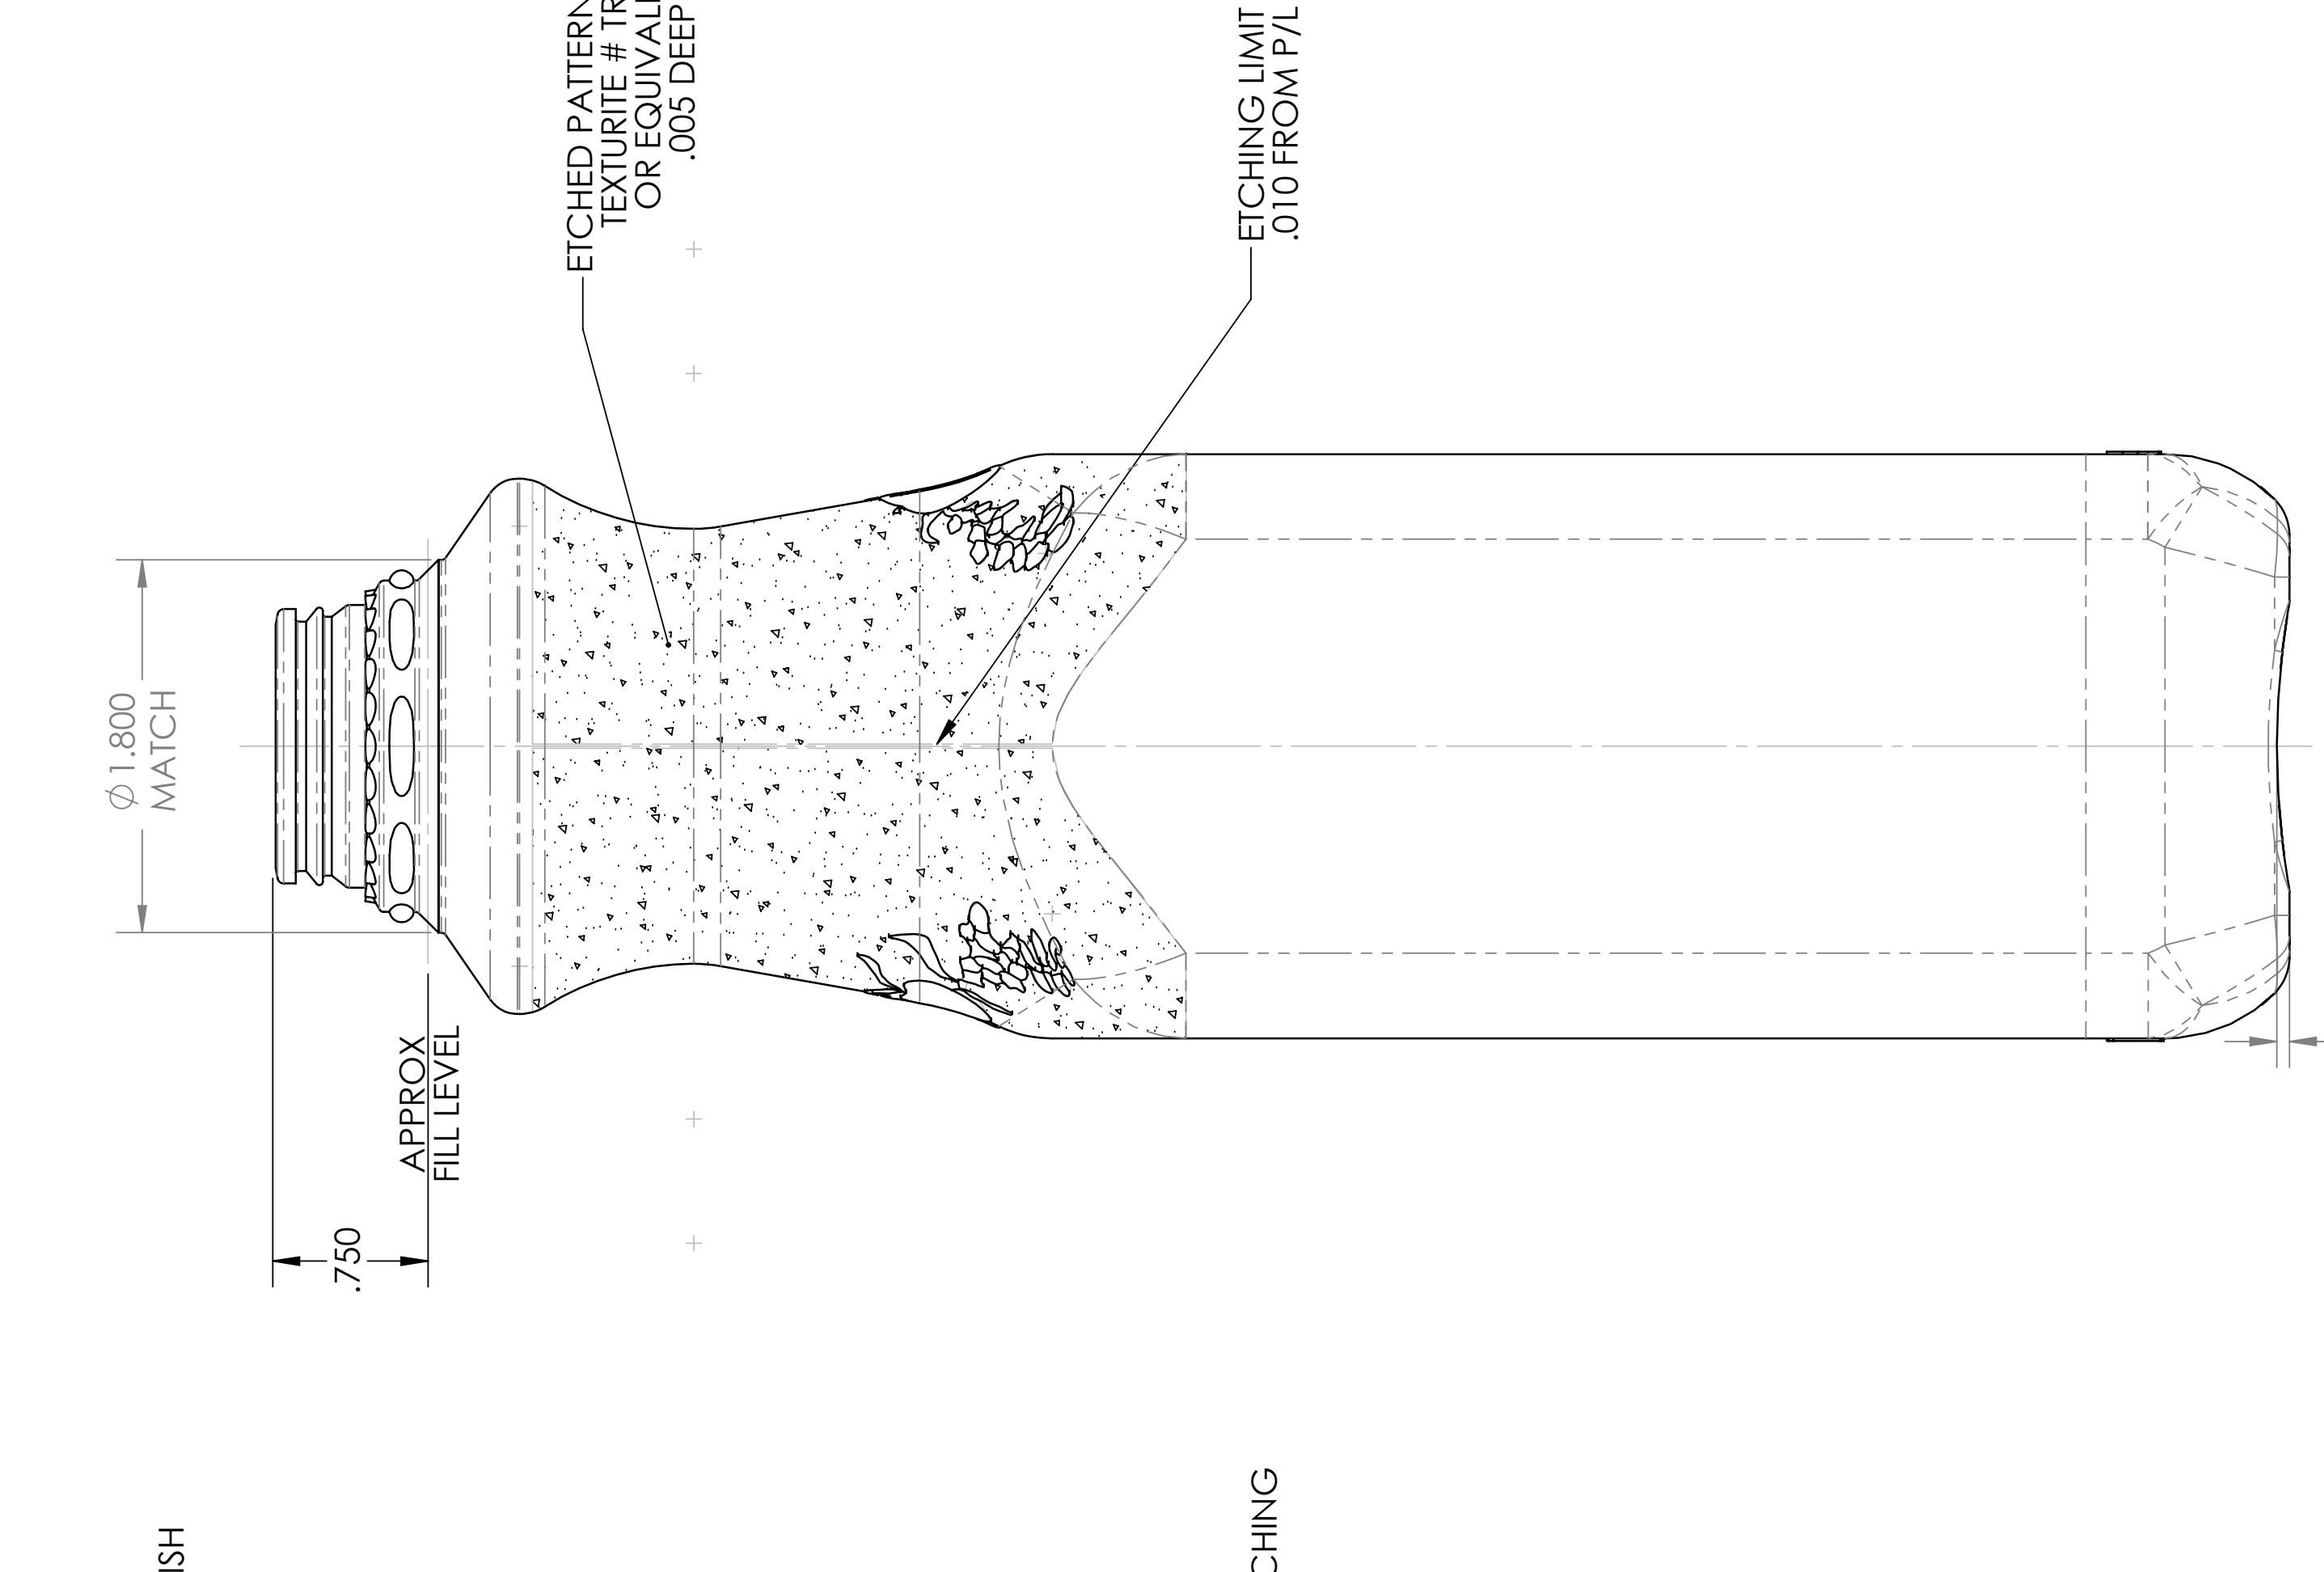 ETCHED PATTERN
TEXTURITE # TR
OR EQUIVAL
.005 DEEP
ETCHING LIMIT
.010 FROM P/L
Ø 1.800
MATCH
APPROX
FILL LEVEL
.750
ISH
CHING